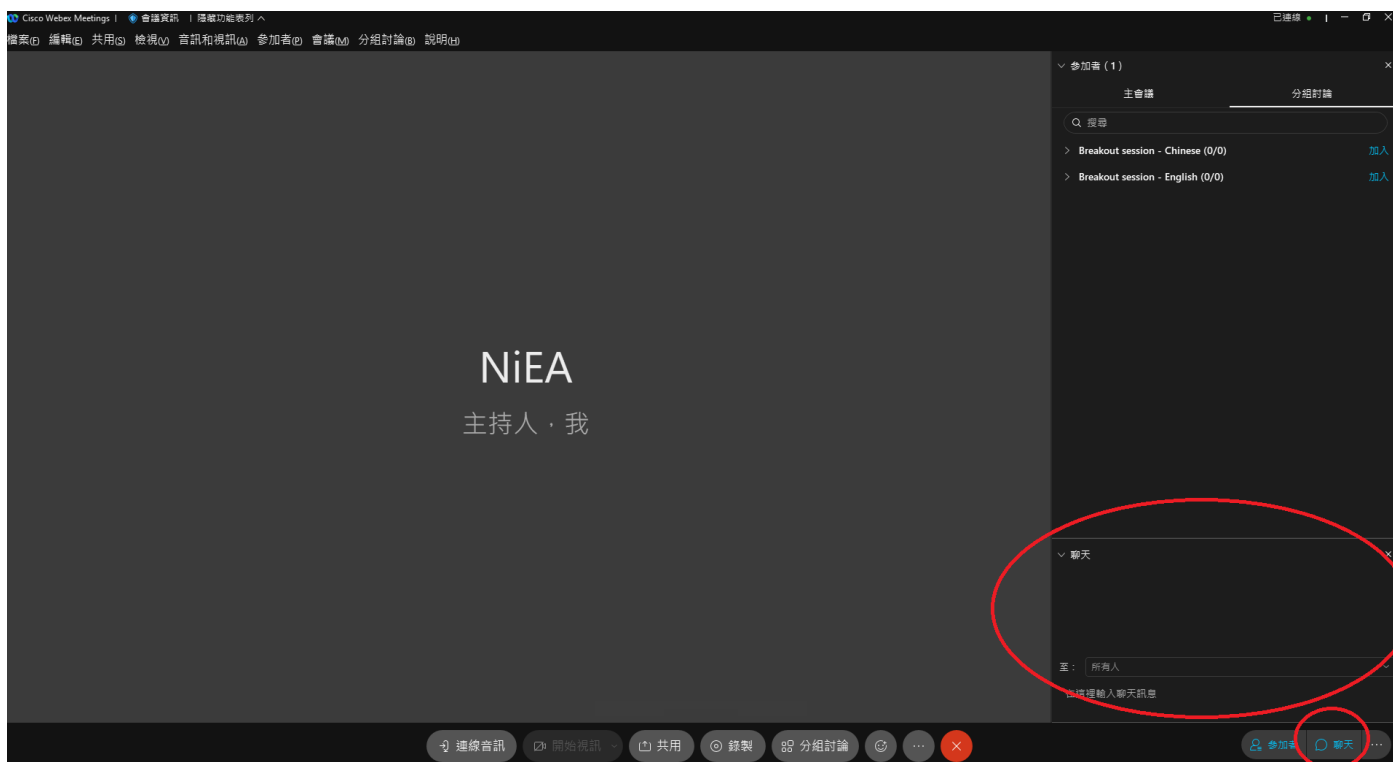 Cisco Webex Meetings | 會議資訊 | 隱藏功能表列 已連線
檔案(F) 編輯(E) 共用(S) 檢視(V) 音訊和視訊(A) 參加者(P) 會議(M) 分組討論(B) 說明(H)
參加者 (1)
主會議 分組討論
搜尋
Breakout session - Chinese (0/0) 加入
Breakout session - English (0/0) 加入
NiEA
主持人，我
聊天
至： 所有人
在這裡輸入聊天訊息
連線音訊 開始視訊 共用 錄製 分組討論 參加者 聊天